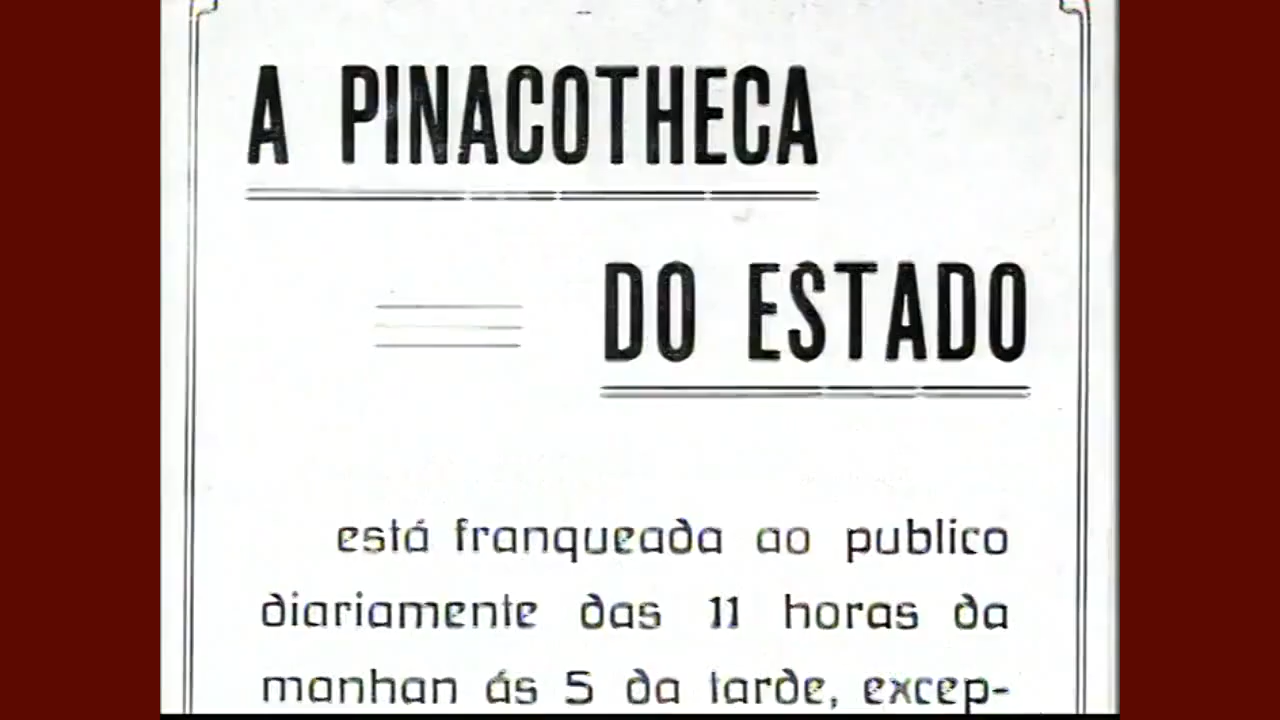 A PINACOTHECA
DO ESTADO
está franqueada ao publico
diariamente das 11 horas da
manhan ás 5 da tarde, excep-